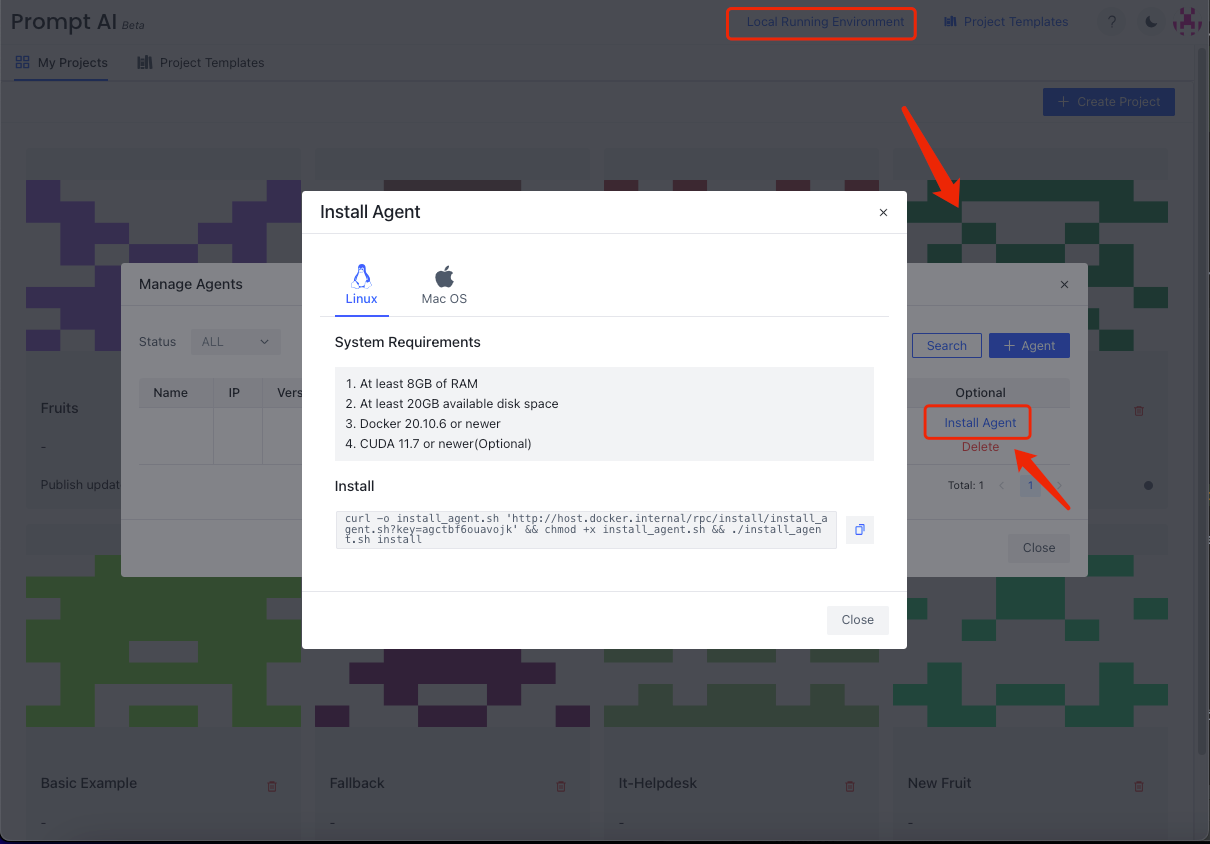 Prompt AI Beta
Local Running Environment
Project Templates
?
My Projects
Project Templates
+ Create Project
Install Agent
×
Linux
Mac OS
Manage Agents
×
System Requirements
Status
ALL
Search
+ Agent
1. At least 8GB of RAM
2. At least 20GB available disk space
3. Docker 20.10.6 or newer
4. CUDA 11.7 or newer(Optional)
Name
IP
Vers
Optional
Fruits
Install Agent
-
Delete
Publish updat
Install
Total: 1
1
curl -o install_agent.sh 'http://host.docker.internal/rpc/install/install_a
gent.sh?key=agctbf6ouavojk' && chmod +x install_agent.sh && ./install_agen
t.sh install
Close
Close
Basic Example
Fallback
It-Helpdesk
New Fruit
-
-
-
-